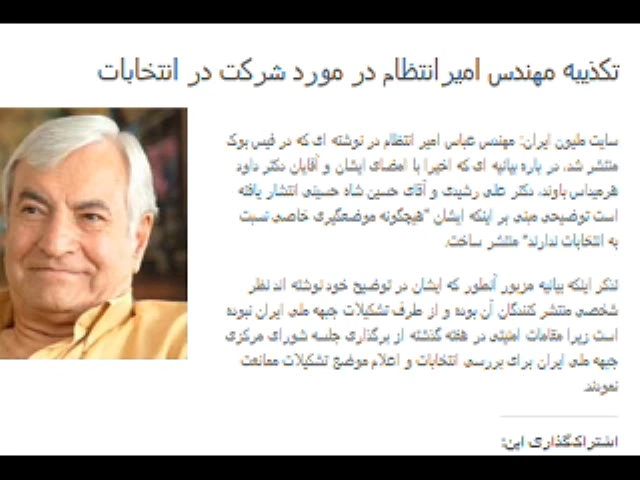 تکذیبه مهندس امیرانتظام در مورد شرکت در انتخابات
سایت ملیون ایران: مهندس عباس امیر انتظام در نوشته ای که در فیس بوک
منتشر شد، در باره بیانیه ای که اخیرا با امضای ایشان و آقایان دکتر داود
هرمیداس باوند، دکتر علی رشیدی و آقای حسین شاه حسینی انتشار یافته
است توضیحی مبنی بر اینکه ایشان "هیچگونه موضعگیری خاصی نسبت
به انتخابات ندارند" منتشر ساخت.
تذکر اینکه بیانیه مزبور آنطور که ایشان در توضیح خود نوشته اند نظر
شخصی منتشر کنندگان آن بوده و از طرف تشکیلات جبهه ملی ایران نبوده
است زیرا مقامات امنیتی در هفته گذشته از برگذاری جلسه شورای مرکزی
جبهه ملی ایران برای بررسی انتخابات و اعلام موضع تشکیلات ممانعت
نمودند.
اشتراک‌گذاری این: